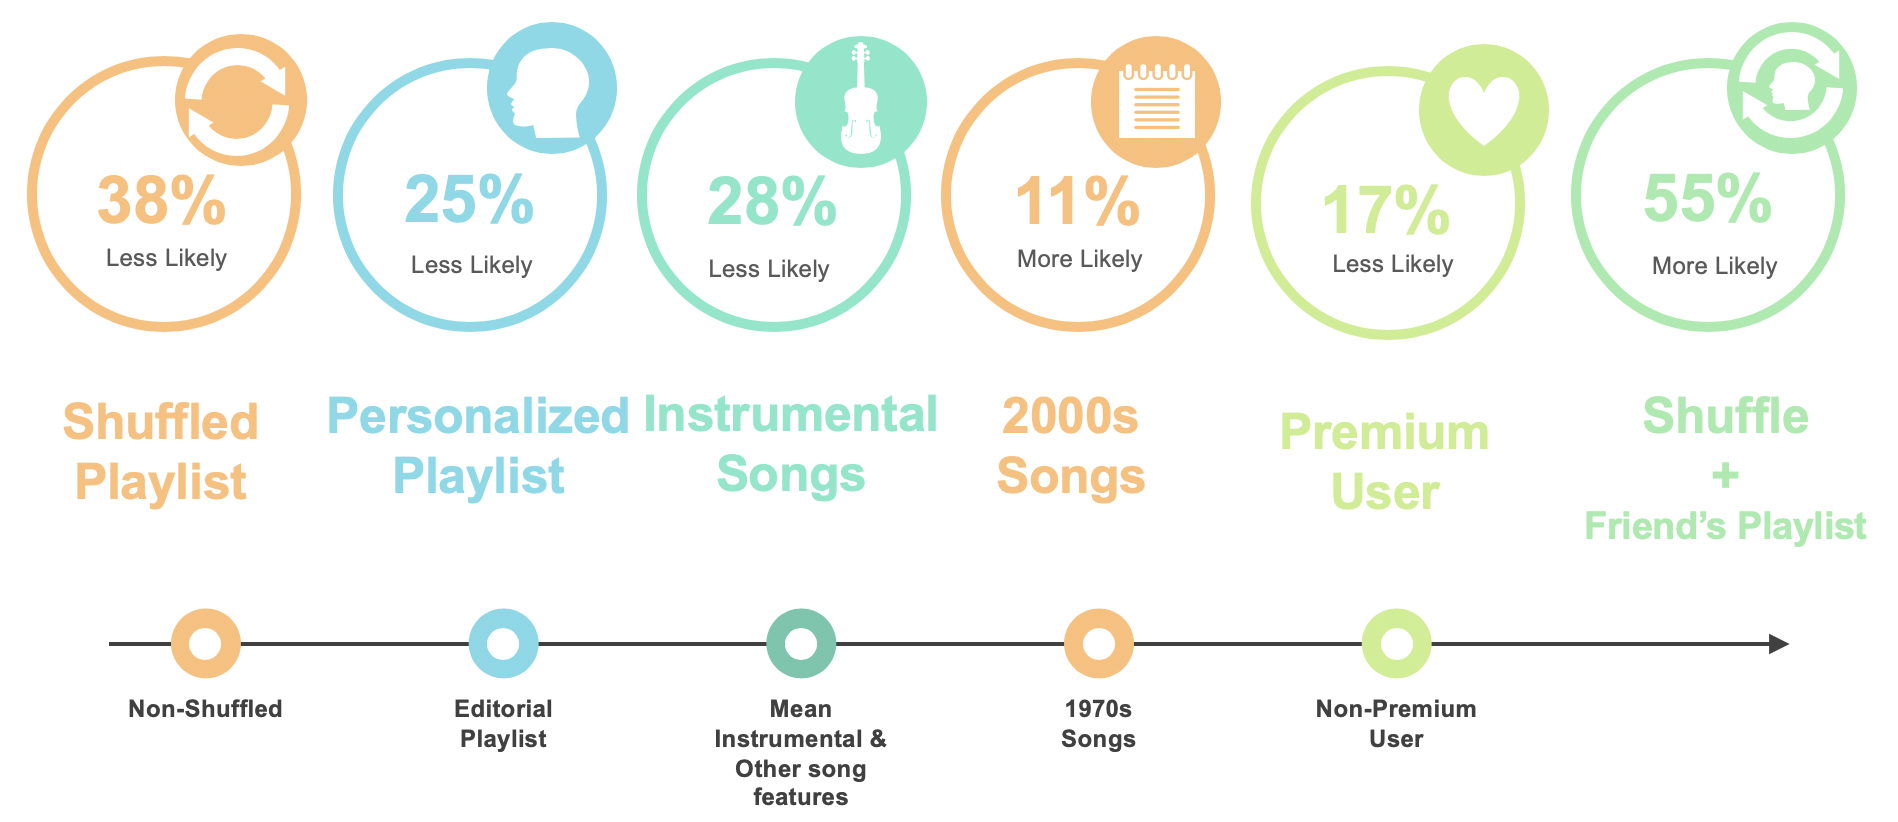 38%
Less Likely
Shuffled
Playlist
25%
Less Likely
Personalized
Playlist
28%
Less Likely
Instrumental
Songs
11%
More Likely
2000s
Songs
17%
Less Likely
Premium
User
55%
More Likely
Shuffle
+
Friend’s Playlist
Non-Shuffled
Editorial
Playlist
Mean
Instrumental &
Other song
features
1970s
Songs
Non-Premium
User